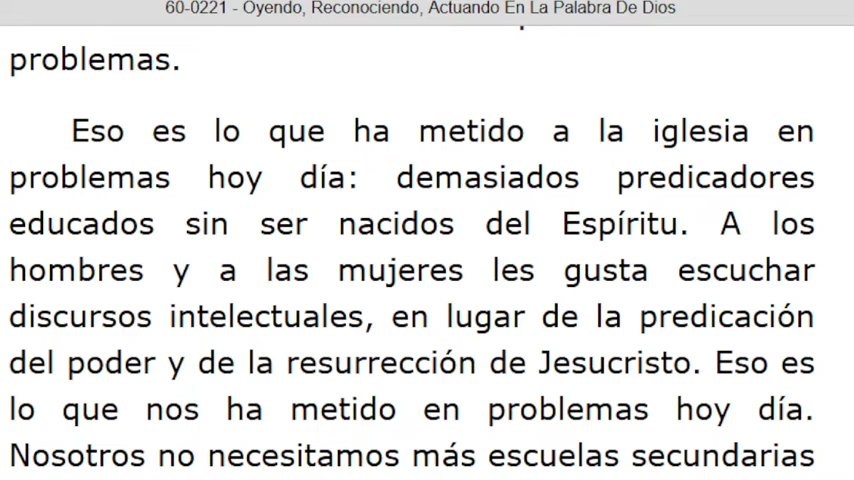 60-0221 - Oyendo, Reconociendo, Actuando En La Palabra De Dios
problemas.
Eso es lo que ha metido a la iglesia en
problemas hoy día: demasiados predicadores
educados sin ser nacidos del Espíritu. A los
hombres y a las mujeres les gusta escuchar
discursos intelectuales, en lugar de la predicación
del poder y de la resurrección de Jesucristo. Eso es
lo que nos ha metido en problemas hoy día.
Nosotros no necesitamos más escuelas secundarias